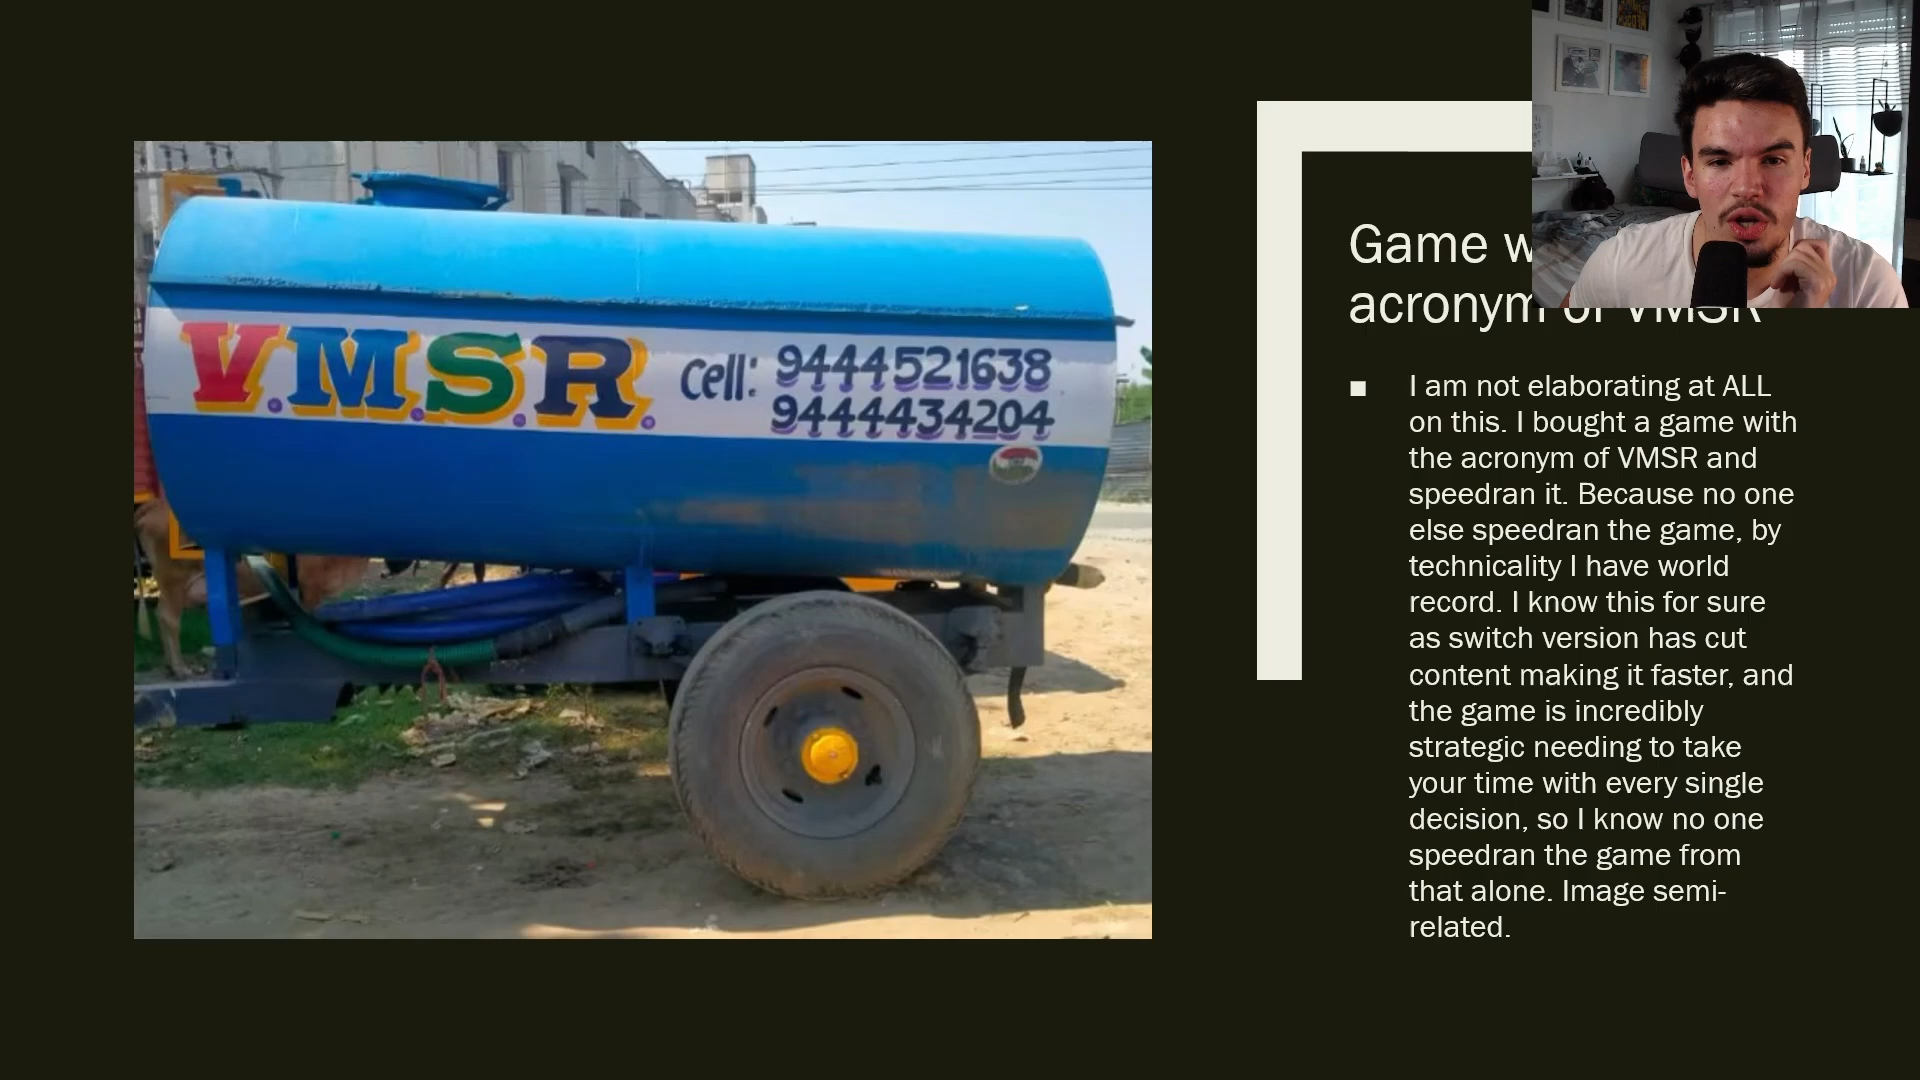 V.M.S.R. Cell: 9444521638
9444434204
Game
acronym of VMSR
I am not elaborating at ALL
on this. I bought a game with
the acronym of VMSR and
speedran it. Because no one
else speedran the game, by
technicality I have world
record. I know this for sure
as switch version has cut
content making it faster, and
the game is incredibly
strategic needing to take
your time with every single
decision, so I know no one
speedran the game from
that alone. Image semi-
related.